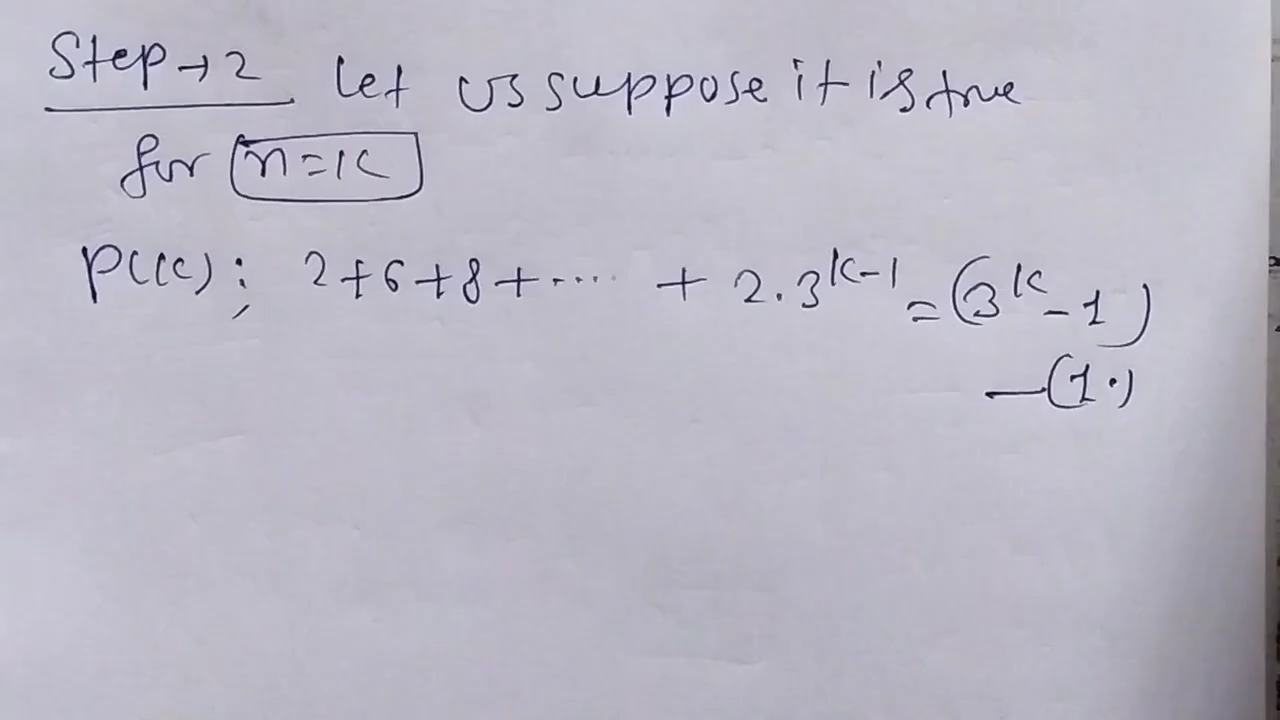 Step→2 Let us suppose it is true
for n=k
P(k): 2+6+8+.... + 2.3^{k-1} = (3^k-1)
—(1.)